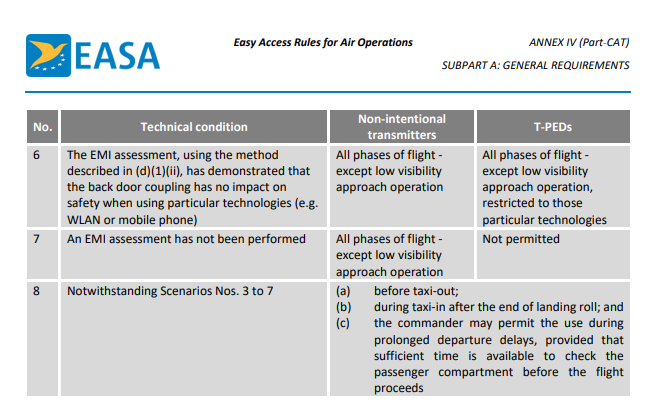 EASA
Easy Access Rules for Air Operations
ANNEX IV (Part-CAT)
SUBPART A: GENERAL REQUIREMENTS
No.
Technical condition
Non-intentional
transmitters
T-PEDs
6
The EMI assessment, using the method
described in (d)(1)(ii), has demonstrated that
the back door coupling has no impact on
safety when using particular technologies (e.g.
WLAN or mobile phone)
All phases of flight -
except low visibility
approach operation
All phases of flight -
except low visibility
approach operation,
restricted to those
particular technologies
7
An EMI assessment has not been performed
All phases of flight -
except low visibility
approach operation
Not permitted
8
Notwithstanding Scenarios Nos. 3 to 7
(a) before taxi-out;
(b) during taxi-in after the end of landing roll; and
(c) the commander may permit the use during
prolonged departure delays, provided that
sufficient time is available to check the
passenger compartment before the flight
proceeds